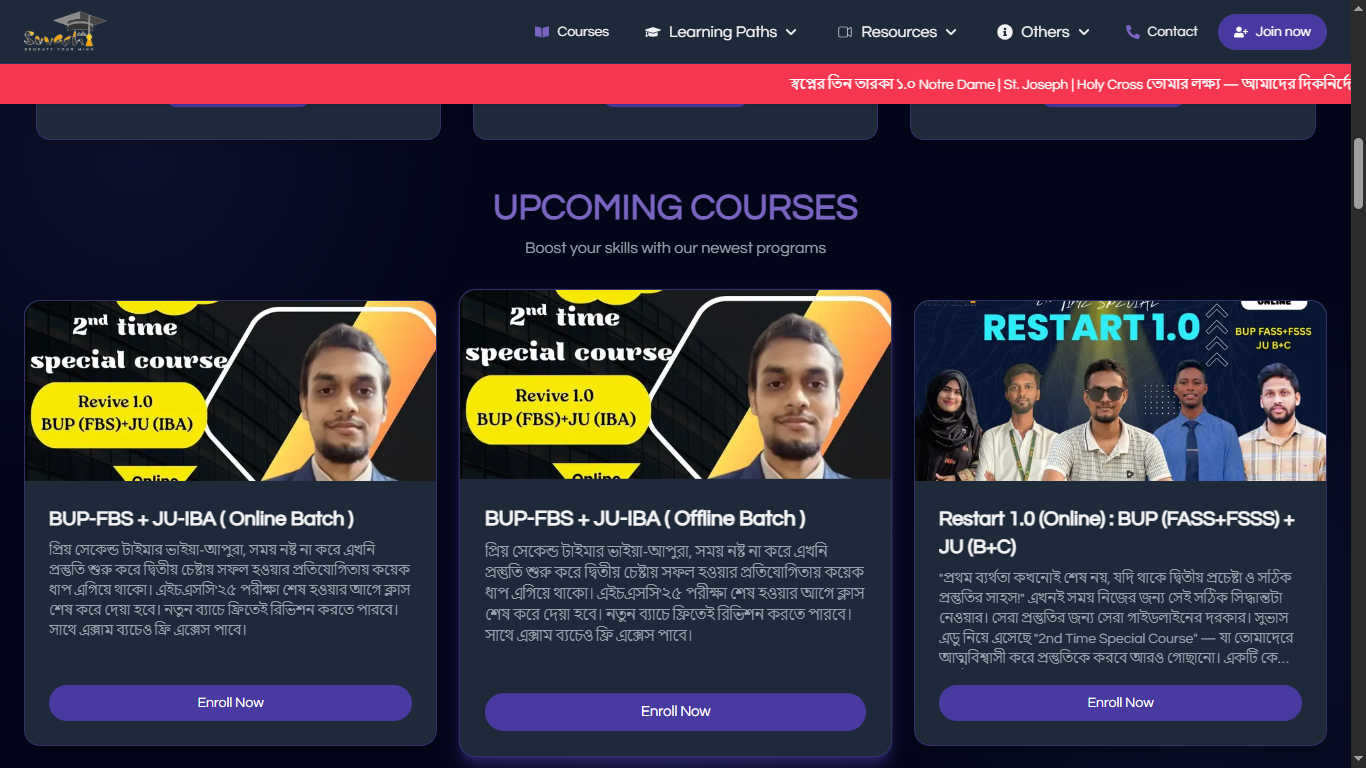 Suvash
EDUCATE YOUR MIND
Courses
Learning Paths
Resources
Others
Contact
Join now
স্বপ্নের তিন তারকা ১.০ Notre Dame | St. Joseph | Holy Cross তোমার লক্ষ্য — আমাদের দিকনির্দে
UPCOMING COURSES
Boost your skills with our newest programs
2nd time
special course
Revive 1.0
BUP (FBS)+JU (IBA)
Online
BUP-FBS + JU-IBA ( Online Batch )
প্রিয় সেকেন্ড টাইমার ভাইয়া-আপুরা, সময় নষ্ট না করে এখনি
প্রস্তুতি শুরু করে দ্বিতীয় চেষ্টায় সফল হওয়ার প্রতিযোগিতায় কয়েক
ধাপ এগিয়ে থাকো। এইচএসসি'২৫ পরীক্ষা শেষ হওয়ার আগে ক্লাস
শেষ করে দেয়া হবে। নতুন ব্যাচে ফ্রিতেই রিভিশন করতে পারবে।
সাথে এক্সাম ব্যচেও ফ্রি এক্সেস পাবে।
Enroll Now
2nd time
special course
Revive 1.0
BUP (FBS)+JU (IBA)
Online
BUP-FBS + JU-IBA ( Offline Batch )
প্রিয় সেকেন্ড টাইমার ভাইয়া-আপুরা, সময় নষ্ট না করে এখনি
প্রস্তুতি শুরু করে দ্বিতীয় চেষ্টায় সফল হওয়ার প্রতিযোগিতায় কয়েক
ধাপ এগিয়ে থাকো। এইচএসসি'২৫ পরীক্ষা শেষ হওয়ার আগে ক্লাস
শেষ করে দেয়া হবে। নতুন ব্যাচে ফ্রিতেই রিভিশন করতে পারবে।
সাথে এক্সাম ব্যচেও ফ্রি এক্সেস পাবে।
Enroll Now
TIME SPECIAL
ONLINE
RESTART 1.0
BUP FASS+FSSS
JU B+C
Restart 1.0 (Online) : BUP (FASS+FSSS) +
JU (B+C)
"প্রথম ব্যর্থতা কখনোই শেষ নয়, যদি থাকে দ্বিতীয় প্রচেষ্টা ও সঠিক
প্রস্তুতির সাহস!" এখনই সময় নিজের জন্য সেই সঠিক সিদ্ধান্তটা
নেওয়ার। সেরা প্রস্তুতির জন্য সেরা গাইডলাইনের দরকার। সুভাস
এডু নিয়ে এসেছে "2nd Time Special Course" — যা তোমাদেরে
আত্মবিশ্বাসী করে প্রস্তুতিকে করবে আরও গোছানো। একটি কে...
Enroll Now